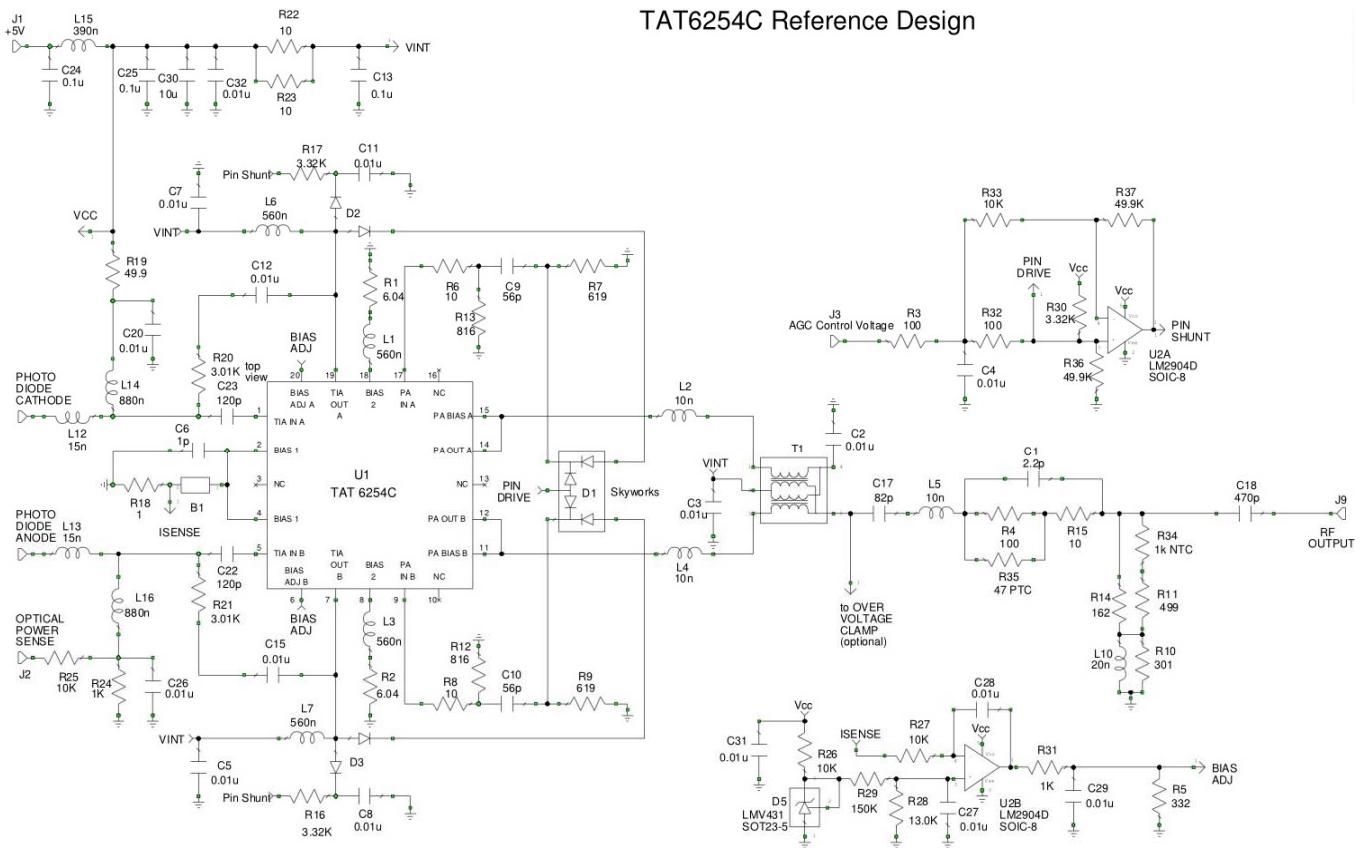 TAT6254C Reference Design
J1
+5V
L15
390n
C24
0.1u
C25
0.1u
C30
10u
C32
0.01u
R22
10
R23
10
C13
0.1u
VINT
R17
3.32K
C11
0.01u
Pin Shunt
C7
0.01u
L6
560n
D2
VCC
VINT
R19
49.9
C12
0.01u
C20
0.01u
R1
6.04
L1
560n
R6
10
C9
56p
R7
619
R13
816
R20
3.01K
top
view
BIAS
ADJ
L14
880n
C23
120p
PHOTO
DIODE
CATHODE
L12
15n
C6
1p
R18
1
B1
ISENSE
PHOTO
DIODE
ANODE
L13
15n
C22
120p
20
19
18
17
16
BIAS
ADJ A
TIA
OUT
A
BIAS
2
PA
IN A
NC
1
TIA IN A
2
BIAS 1
3
NC
4
BIAS 1
5
TIA IN B
U1
TAT 6254C
PA BIAS A
15
PA OUT A
14
NC
13
PA OUT B
12
PA BIAS B
11
BIAS
ADJ B
TIA
OUT
B
BIAS
2
PA
IN B
NC
6
7
8
9
10
BIAS
ADJ
L16
880n
R21
3.01K
OPTICAL
POWER
SENSE
J2
R25
10K
R24
1K
C26
0.01u
C15
0.01u
L3
560n
R2
6.04
R12
816
R8
10
C10
56p
R9
619
L7
560n
VINT
C5
0.01u
D3
Pin Shunt
R16
3.32K
C8
0.01u
PIN
DRIVE
D1
Skyworks
L2
10n
L4
10n
VINT
C3
0.01u
T1
C2
0.01u
C17
82p
L5
10n
C1
2.2p
R4
100
R15
10
R35
47 PTC
C18
470p
J9
RF
OUTPUT
R34
1k NTC
R14
162
R11
499
L10
20n
R10
301
to OVER
VOLTAGE
CLAMP
(optional)
R33
10K
R37
49.9K
PIN
DRIVE
Vcc
Vcc
R30
3.32K
J3
AGC Control Voltage
R3
100
R32
100
C4
0.01u
R36
49.9K
PIN
SHUNT
U2A
LM2904D
SOIC-8
C31
0.01u
Vcc
R26
10K
D5
LMV431
SOT23-5
ISENSE
R27
10K
C28
0.01u
Vcc
R29
150K
R28
13.0K
C27
0.01u
U2B
LM2904D
SOIC-8
R31
1K
C29
0.01u
R5
332
BIAS
ADJ